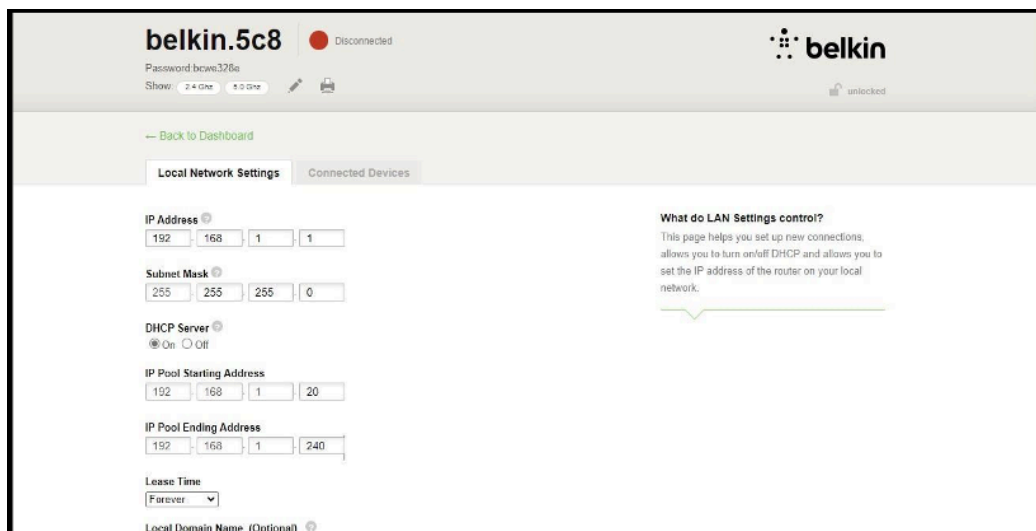 belkin.5c8
Disconnected
belkin
Password:bcwe328e
Show: 2.4 Ghz 5.0 Ghz
unlocked
← Back to Dashboard
Local Network Settings
Connected Devices
IP Address
192 . 168 . 1 . 1
Subnet Mask
255 . 255 . 255 . 0
DHCP Server
On Off
IP Pool Starting Address
192 . 168 . 1 . 20
IP Pool Ending Address
192 . 168 . 1 . 240
Lease Time
Forever
Local Domain Name (Optional)
What do LAN Settings control?
This page helps you set up new connections,
allows you to turn on/off DHCP and allows you to
set the IP address of the router on your local
network.